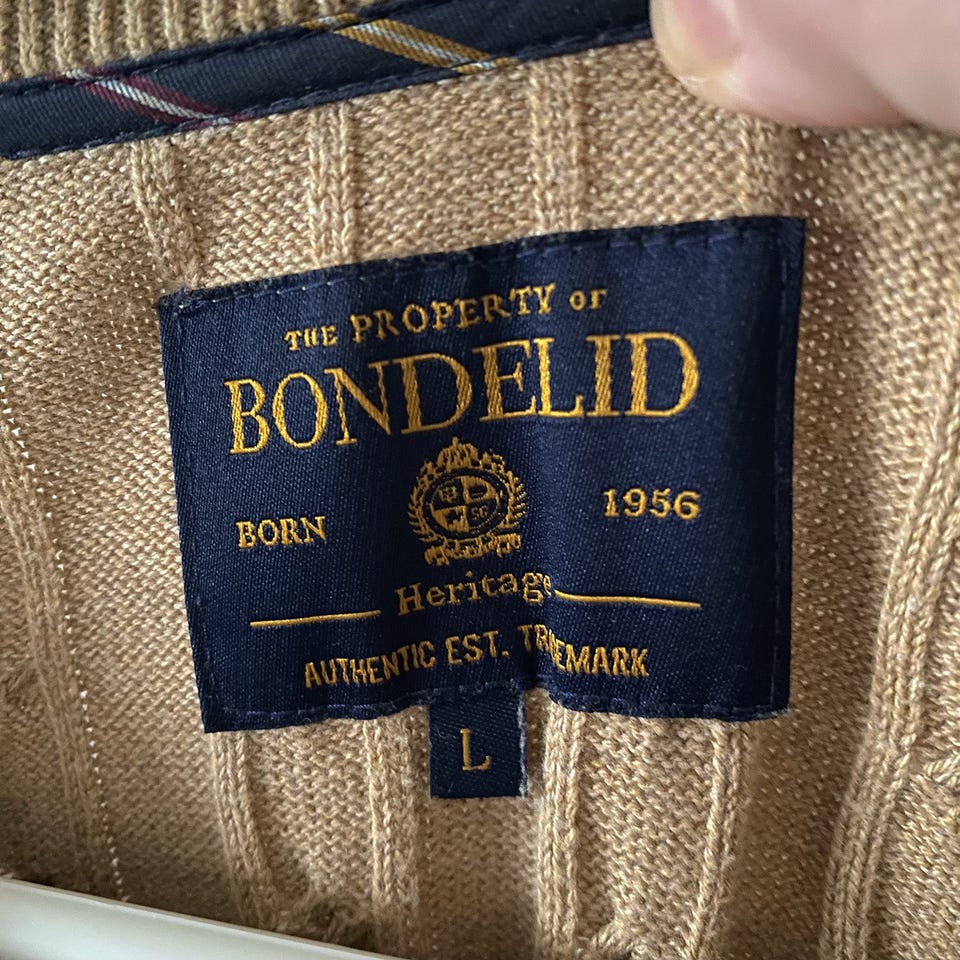 THE PROPERTY OF
BONDELID
BORN 1956
Heritage
AUTHENTIC EST. TRADEMARK
L